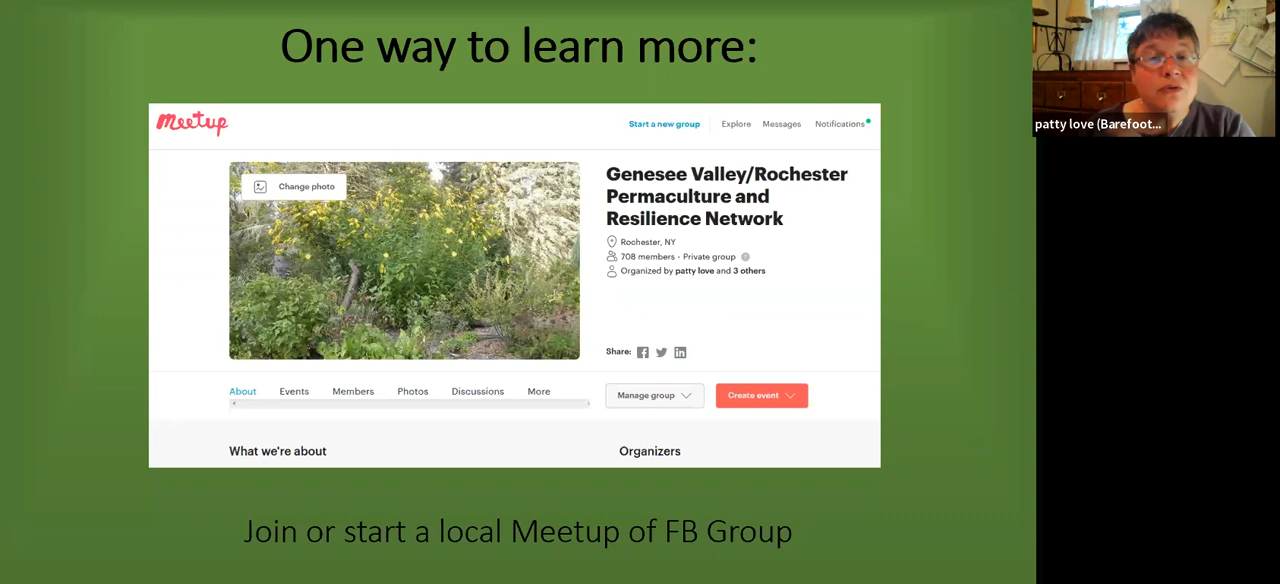 One way to learn more:
Meetup
Start a new group
Explore
Messages
Notifications
Change photo
Genesee Valley/Rochester
Permaculture and
Resilience Network
Rochester, NY
708 members · Private group ?
Organized by patty love and 3 others
Share:
About
Events
Members
Photos
Discussions
More
Manage group
Create event
What we're about
Organizers
Join or start a local Meetup of FB Group
patty love (Barefoot...